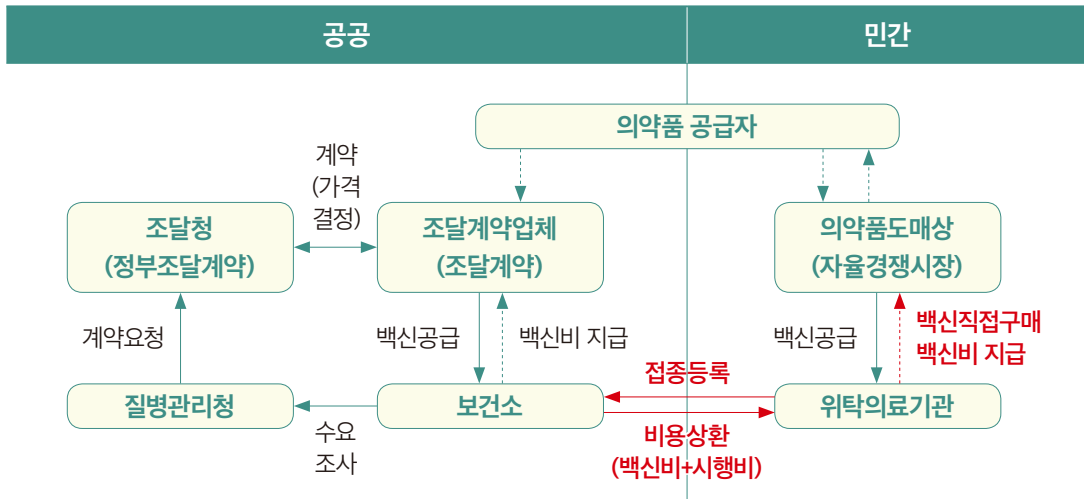 공공
민간
의약품 공급자
계약
(가격
결정)
조달청
(정부조달계약)
조달계약업체
(조달계약)
의약품도매상
(자율경쟁시장)
계약요청
백신공급
백신비 지급
백신공급
백신직접구매
백신비 지급
접종등록
질병관리청
보건소
위탁의료기관
수요
조사
비용상환
(백신비+시행비)